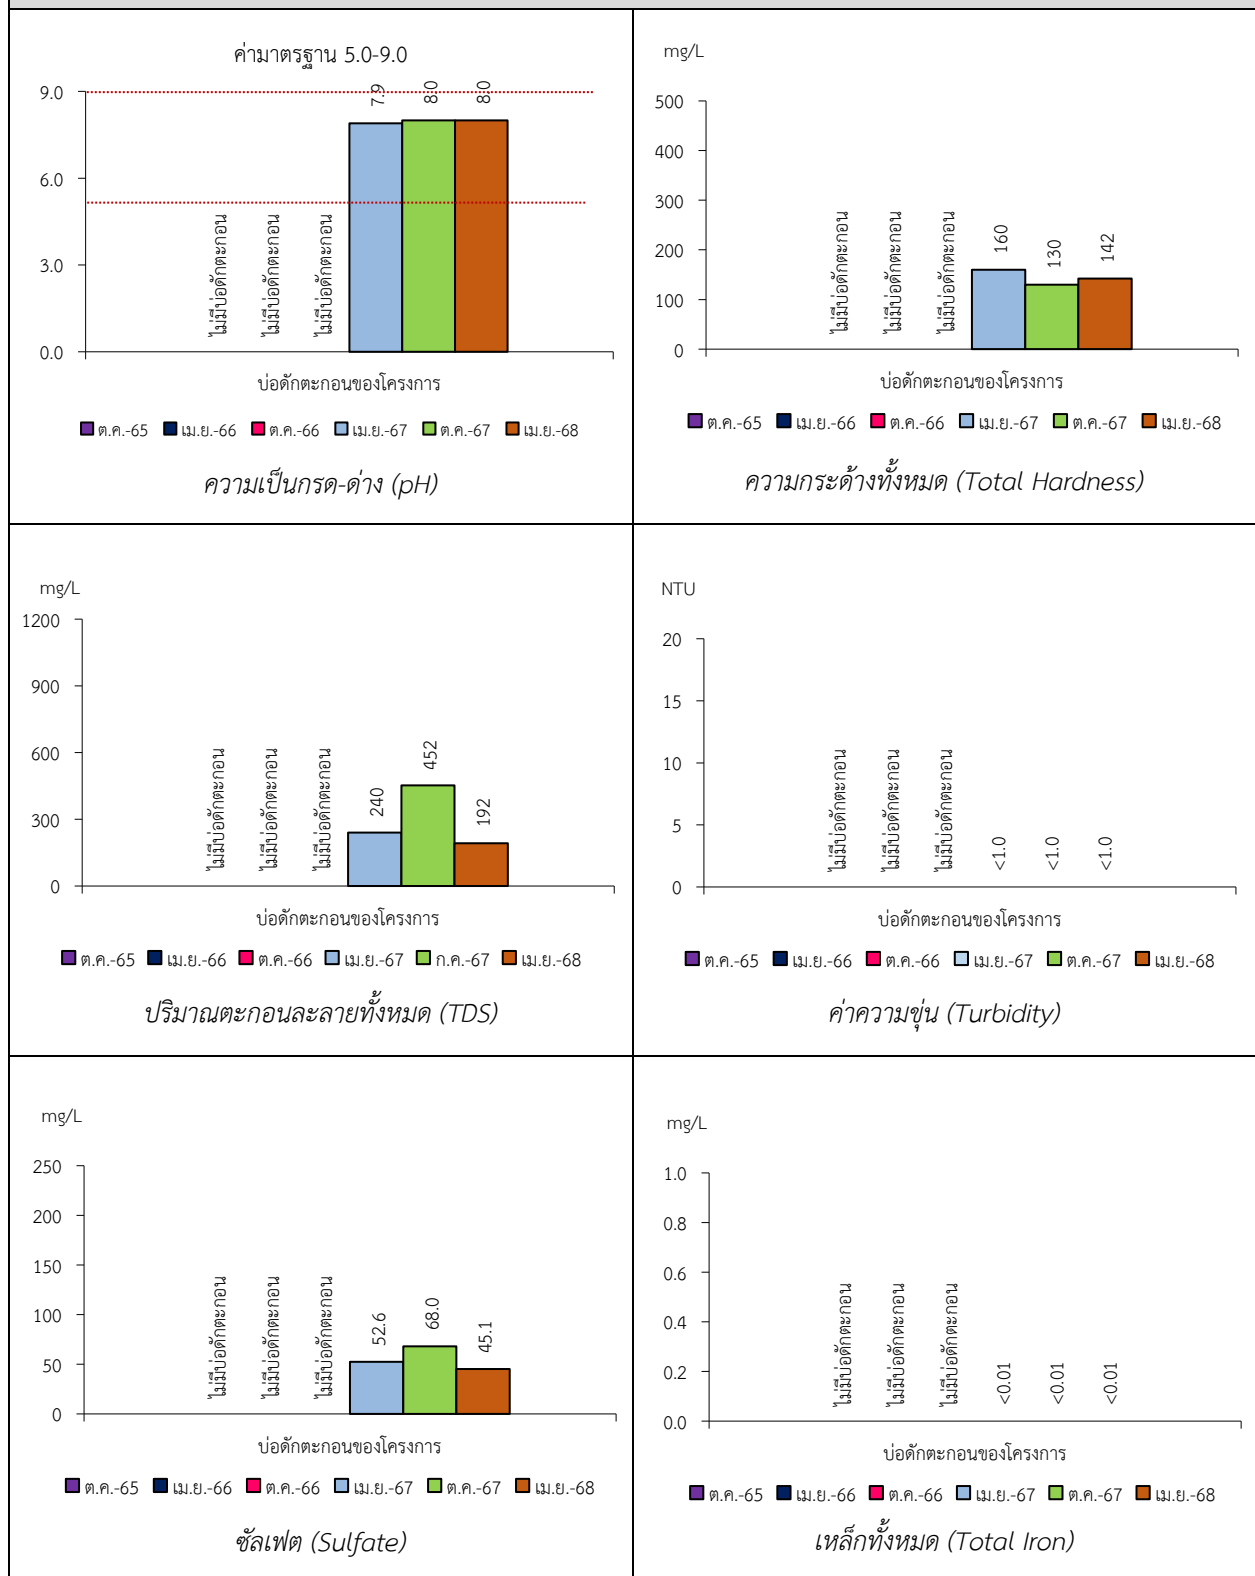 ค่ามาตรฐาน 5.0-9.0
9.0
6.0
3.0
0.0
ไม่มีบ่อดักตะกอน
ไม่มีบ่อดักตะกอน
ไม่มีบ่อดักตะกอน
7.9
8.0
8.0
บ่อดักตะกอนของโครงการ
ต.ค.-65 เม.ย.-66 ต.ค.-66 เม.ย.-67 ต.ค.-67 เม.ย.-68
ความเป็นกรด-ด่าง (pH)
mg/L
500
400
300
200
100
0
ไม่มีบ่อดักตะกอน
ไม่มีบ่อดักตะกอน
ไม่มีบ่อดักตะกอน
160
130
142
บ่อดักตะกอนของโครงการ
ต.ค.-65 เม.ย.-66 ต.ค.-66 เม.ย.-67 ต.ค.-67 เม.ย.-68
ความกระด้างทั้งหมด (Total Hardness)
mg/L
1200
900
600
300
0
ไม่มีบ่อดักตะกอน
ไม่มีบ่อดักตะกอน
ไม่มีบ่อดักตะกอน
240
452
192
บ่อดักตะกอนของโครงการ
ต.ค.-65 เม.ย.-66 ต.ค.-66 เม.ย.-67 ก.ค.-67 เม.ย.-68
ปริมาณตะกอนละลายทั้งหมด (TDS)
NTU
20
15
10
5
0
ไม่มีบ่อดักตะกอน
ไม่มีบ่อดักตะกอน
ไม่มีบ่อดักตะกอน
<1.0
<1.0
<1.0
บ่อดักตะกอนของโครงการ
ต.ค.-65 เม.ย.-66 ต.ค.-66 เม.ย.-67 ต.ค.-67 เม.ย.-68
ค่าความขุ่น (Turbidity)
mg/L
250
200
150
100
50
0
ไม่มีบ่อดักตะกอน
ไม่มีบ่อดักตะกอน
ไม่มีบ่อดักตะกอน
52.6
68.0
45.1
บ่อดักตะกอนของโครงการ
ต.ค.-65 เม.ย.-66 ต.ค.-66 เม.ย.-67 ต.ค.-67 เม.ย.-68
ซัลเฟต (Sulfate)
mg/L
1.0
0.8
0.6
0.4
0.2
0.0
ไม่มีบ่อดักตะกอน
ไม่มีบ่อดักตะกอน
ไม่มีบ่อดักตะกอน
<0.01
<0.01
<0.01
บ่อดักตะกอนของโครงการ
ต.ค.-65 เม.ย.-66 ต.ค.-66 เม.ย.-67 ต.ค.-67 เม.ย.-68
เหล็กทั้งหมด (Total Iron)